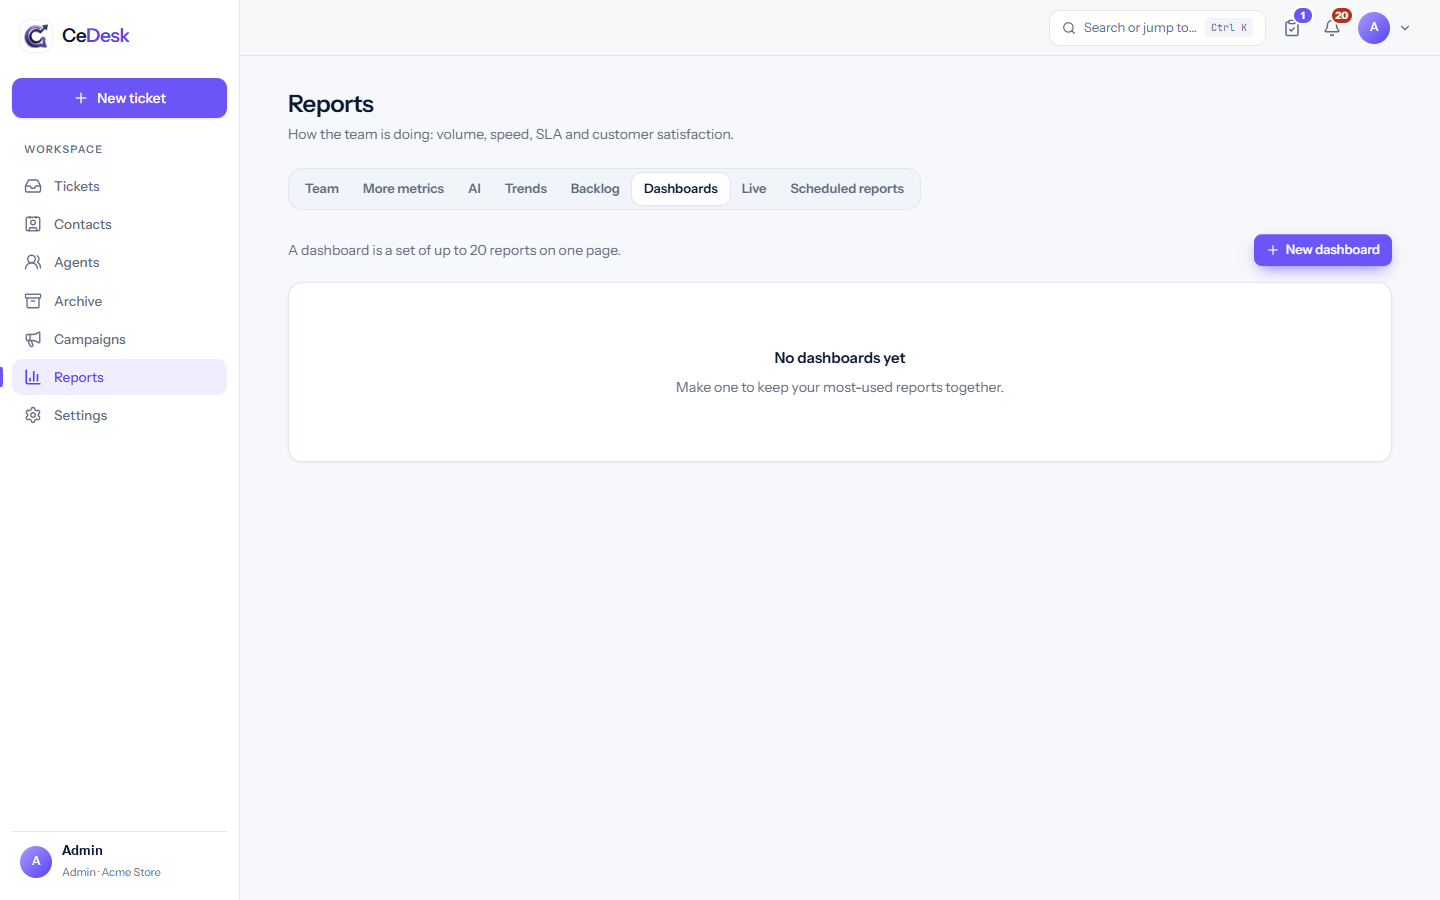 CeDesk
Search or jump to...
Ctrl K
1
20
A
New ticket
WORKSPACE
Tickets
Contacts
Agents
Archive
Campaigns
Reports
Settings
Reports
How the team is doing: volume, speed, SLA and customer satisfaction.
Team More metrics AI Trends Backlog Dashboards Live Scheduled reports
A dashboard is a set of up to 20 reports on one page.
New dashboard
No dashboards yet
Make one to keep your most-used reports together.
A
Admin
Admin · Acme Store